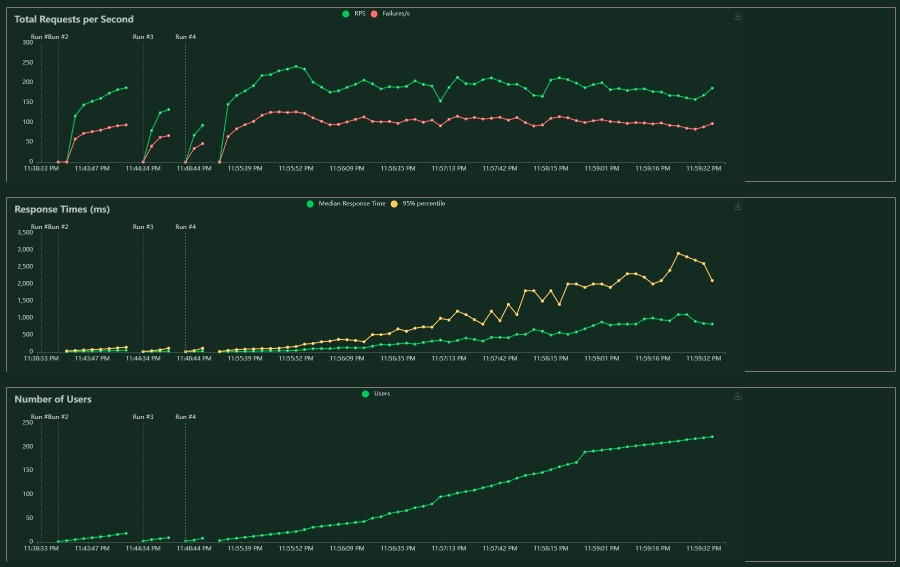 Total Requests per Second
RPS Failures/s
Run #2 Run #3 Run #4
300
250
200
150
100
50
0
11:38:33 PM 11:43:47 PM 11:44:34 PM 11:48:44 PM 11:55:39 PM 11:55:52 PM 11:56:09 PM 11:56:35 PM 11:57:13 PM 11:57:42 PM 11:58:15 PM 11:59:01 PM 11:59:16 PM 11:59:32 PM
Response Times (ms)
Median Response Time 95% percentile
Run #2 Run #3 Run #4
3,500
3,000
2,500
2,000
1,500
1,000
500
0
11:38:33 PM 11:43:47 PM 11:44:34 PM 11:48:44 PM 11:55:39 PM 11:55:52 PM 11:56:09 PM 11:56:35 PM 11:57:13 PM 11:57:42 PM 11:58:15 PM 11:59:01 PM 11:59:16 PM 11:59:32 PM
Number of Users
Users
Run #2 Run #3 Run #4
250
200
150
100
50
0
11:38:33 PM 11:43:47 PM 11:44:34 PM 11:48:44 PM 11:55:39 PM 11:55:52 PM 11:56:09 PM 11:56:35 PM 11:57:13 PM 11:57:42 PM 11:58:15 PM 11:59:01 PM 11:59:16 PM 11:59:32 PM